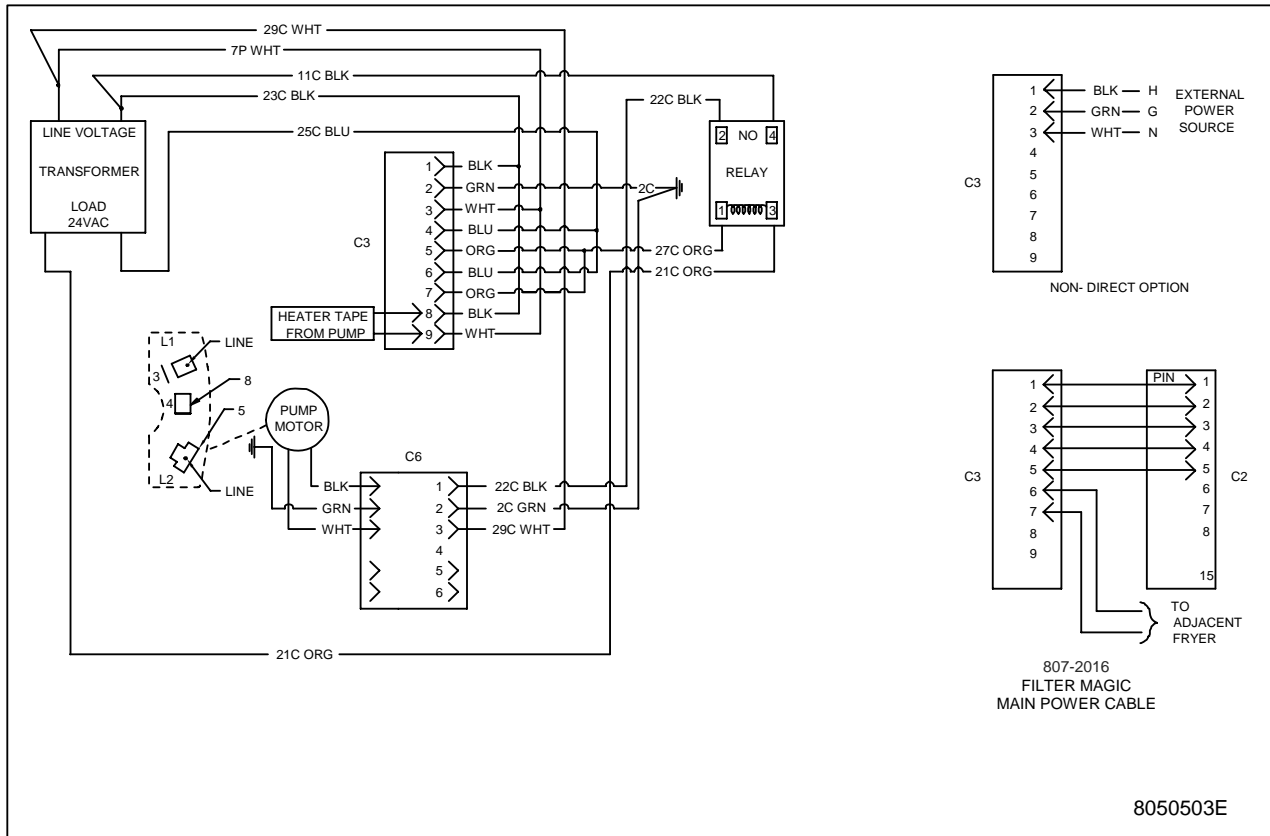 29C WHT
7P WHT
11C BLK
23C BLK
25C BLU
22C BLK
LINE VOLTAGE
TRANSFORMER
LOAD
24VAC
2 NO 4
RELAY
1 3
C3
1 BLK
2 GRN 2C
3 WHT
4 BLU
5 ORG 27C ORG
6 BLU 21C ORG
7 ORG
8 BLK
9 WHT
HEATER TAPE
FROM PUMP
L1
LINE
3
8
4
5
L2
LINE
PUMP
MOTOR
C6
BLK 1 22C BLK
GRN 2 2C GRN
WHT 3 29C WHT
4
5
6
21C ORG
C3
1 BLK H
2 GRN G
3 WHT N
4
5
6
7
8
9
EXTERNAL
POWER
SOURCE
NON- DIRECT OPTION
C3
1
2
3
4
5
6
7
8
9
PIN 1
2
3
4
5
6
7
8
15
C2
TO
ADJACENT
FRYER
807-2016
FILTER MAGIC
MAIN POWER CABLE
8050503E